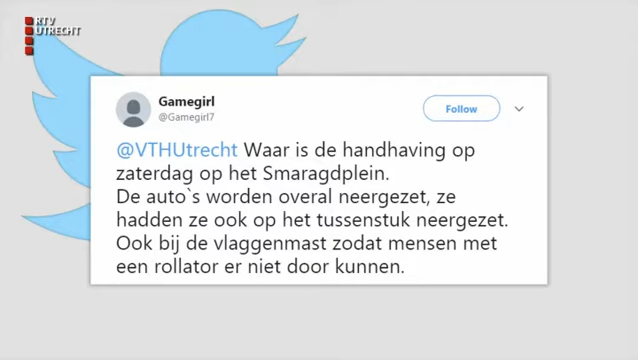 RTV
UTRECHT
Gamegirl
@Gamegirl7
Follow
@VTHUtrecht Waar is de handhaving op
zaterdag op het Smaragdplein.
De auto`s worden overal neergezet, ze
hadden ze ook op het tussenstuk neergezet.
Ook bij de vlaggenmast zodat mensen met
een rollator er niet door kunnen.